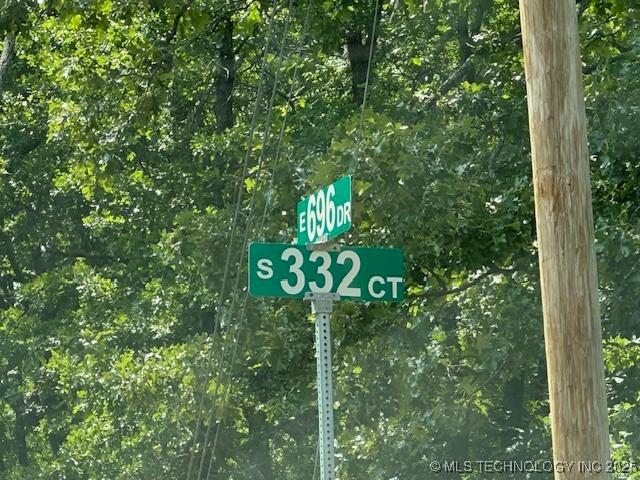 E 696 DR
S 332 CT
© MLS TECHNOLOGY INC 2025